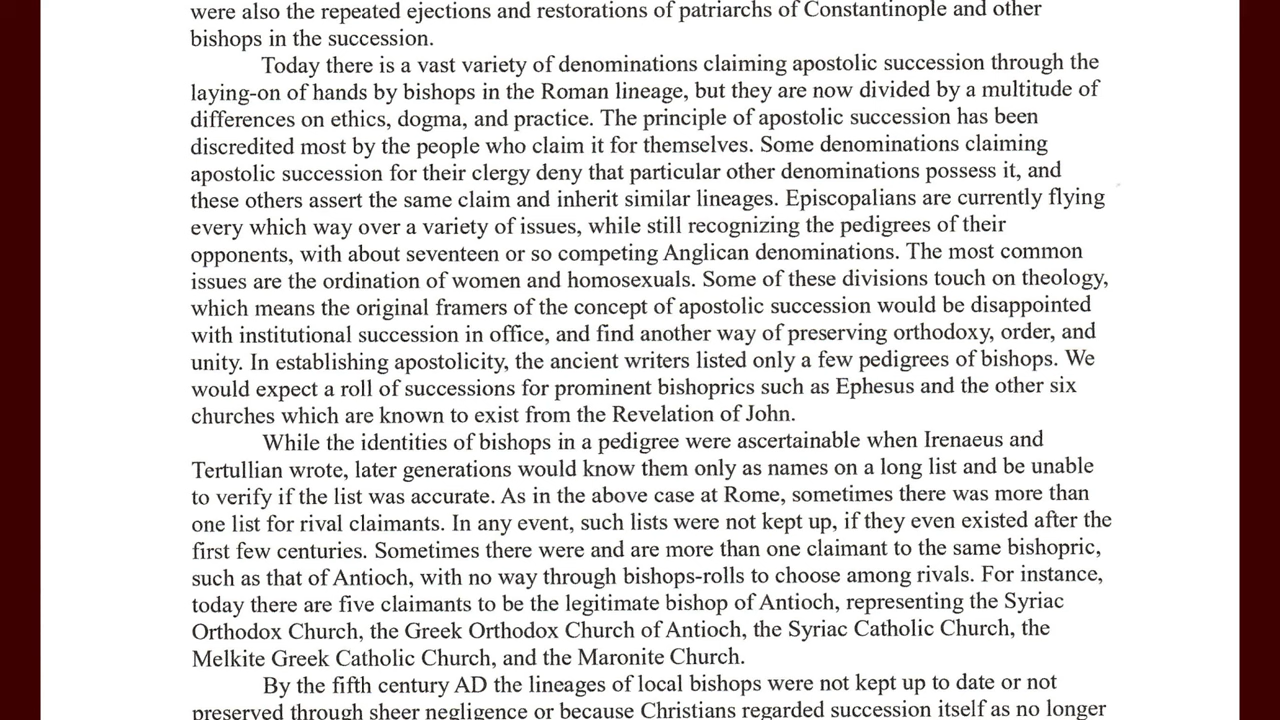 were also the repeated ejections and restorations of patriarchs of Constantinople and other
bishops in the succession.
Today there is a vast variety of denominations claiming apostolic succession through the
laying-on of hands by bishops in the Roman lineage, but they are now divided by a multitude of
differences on ethics, dogma, and practice. The principle of apostolic succession has been
discredited most by the people who claim it for themselves. Some denominations claiming
apostolic succession for their clergy deny that particular other denominations possess it, and
these others assert the same claim and inherit similar lineages. Episcopalians are currently flying
every which way over a variety of issues, while still recognizing the pedigrees of their
opponents, with about seventeen or so competing Anglican denominations. The most common
issues are the ordination of women and homosexuals. Some of these divisions touch on theology,
which means the original framers of the concept of apostolic succession would be disappointed
with institutional succession in office, and find another way of preserving orthodoxy, order, and
unity. In establishing apostolicity, the ancient writers listed only a few pedigrees of bishops. We
would expect a roll of successions for prominent bishoprics such as Ephesus and the other six
churches which are known to exist from the Revelation of John.
While the identities of bishops in a pedigree were ascertainable when Irenaeus and
Tertullian wrote, later generations would know them only as names on a long list and be unable
to verify if the list was accurate. As in the above case at Rome, sometimes there was more than
one list for rival claimants. In any event, such lists were not kept up, if they even existed after the
first few centuries. Sometimes there were and are more than one claimant to the same bishopric,
such as that of Antioch, with no way through bishops-rolls to choose among rivals. For instance,
today there are five claimants to be the legitimate bishop of Antioch, representing the Syriac
Orthodox Church, the Greek Orthodox Church of Antioch, the Syriac Catholic Church, the
Melkite Greek Catholic Church, and the Maronite Church.
By the fifth century AD the lineages of local bishops were not kept up to date or not
preserved through sheer negligence or because Christians regarded succession itself as no longer